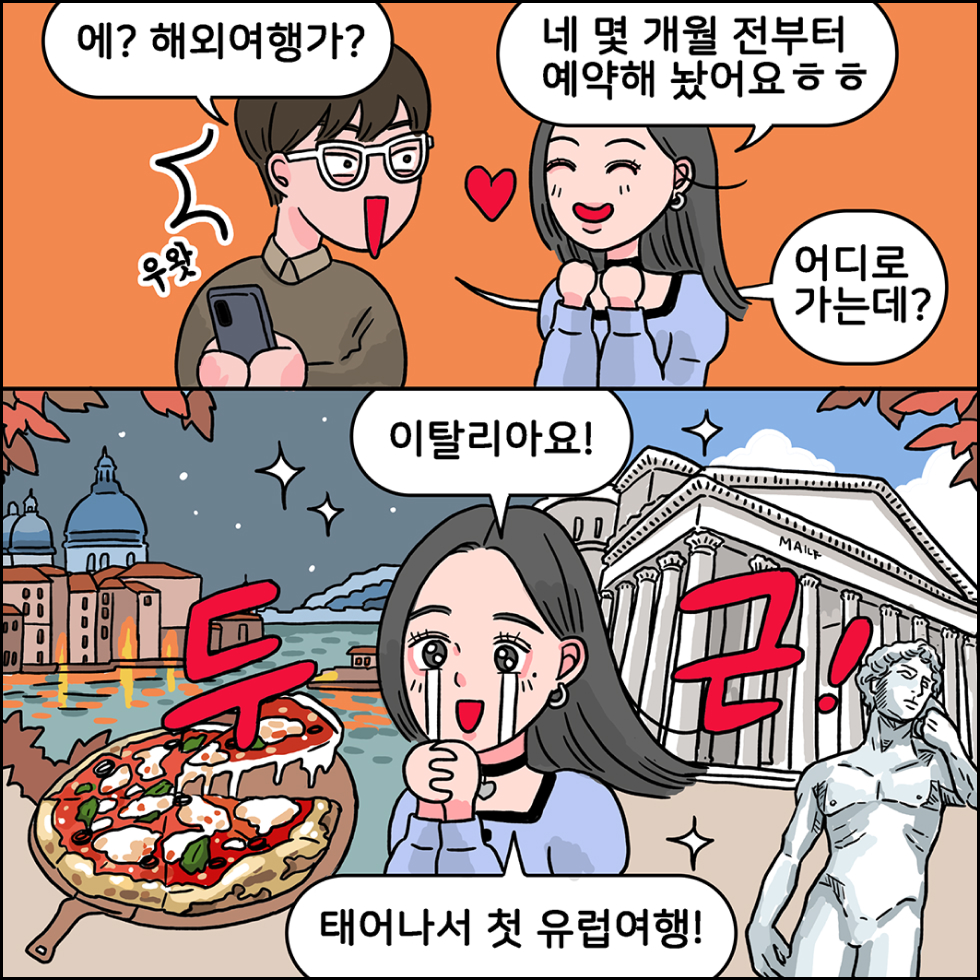 에? 해외여행가?
네 몇 개월 전부터
예약해 놨어요ㅎㅎ
우왓
어디로
가는데?
이탈리아요!
두근!
태어나서 첫 유럽여행!